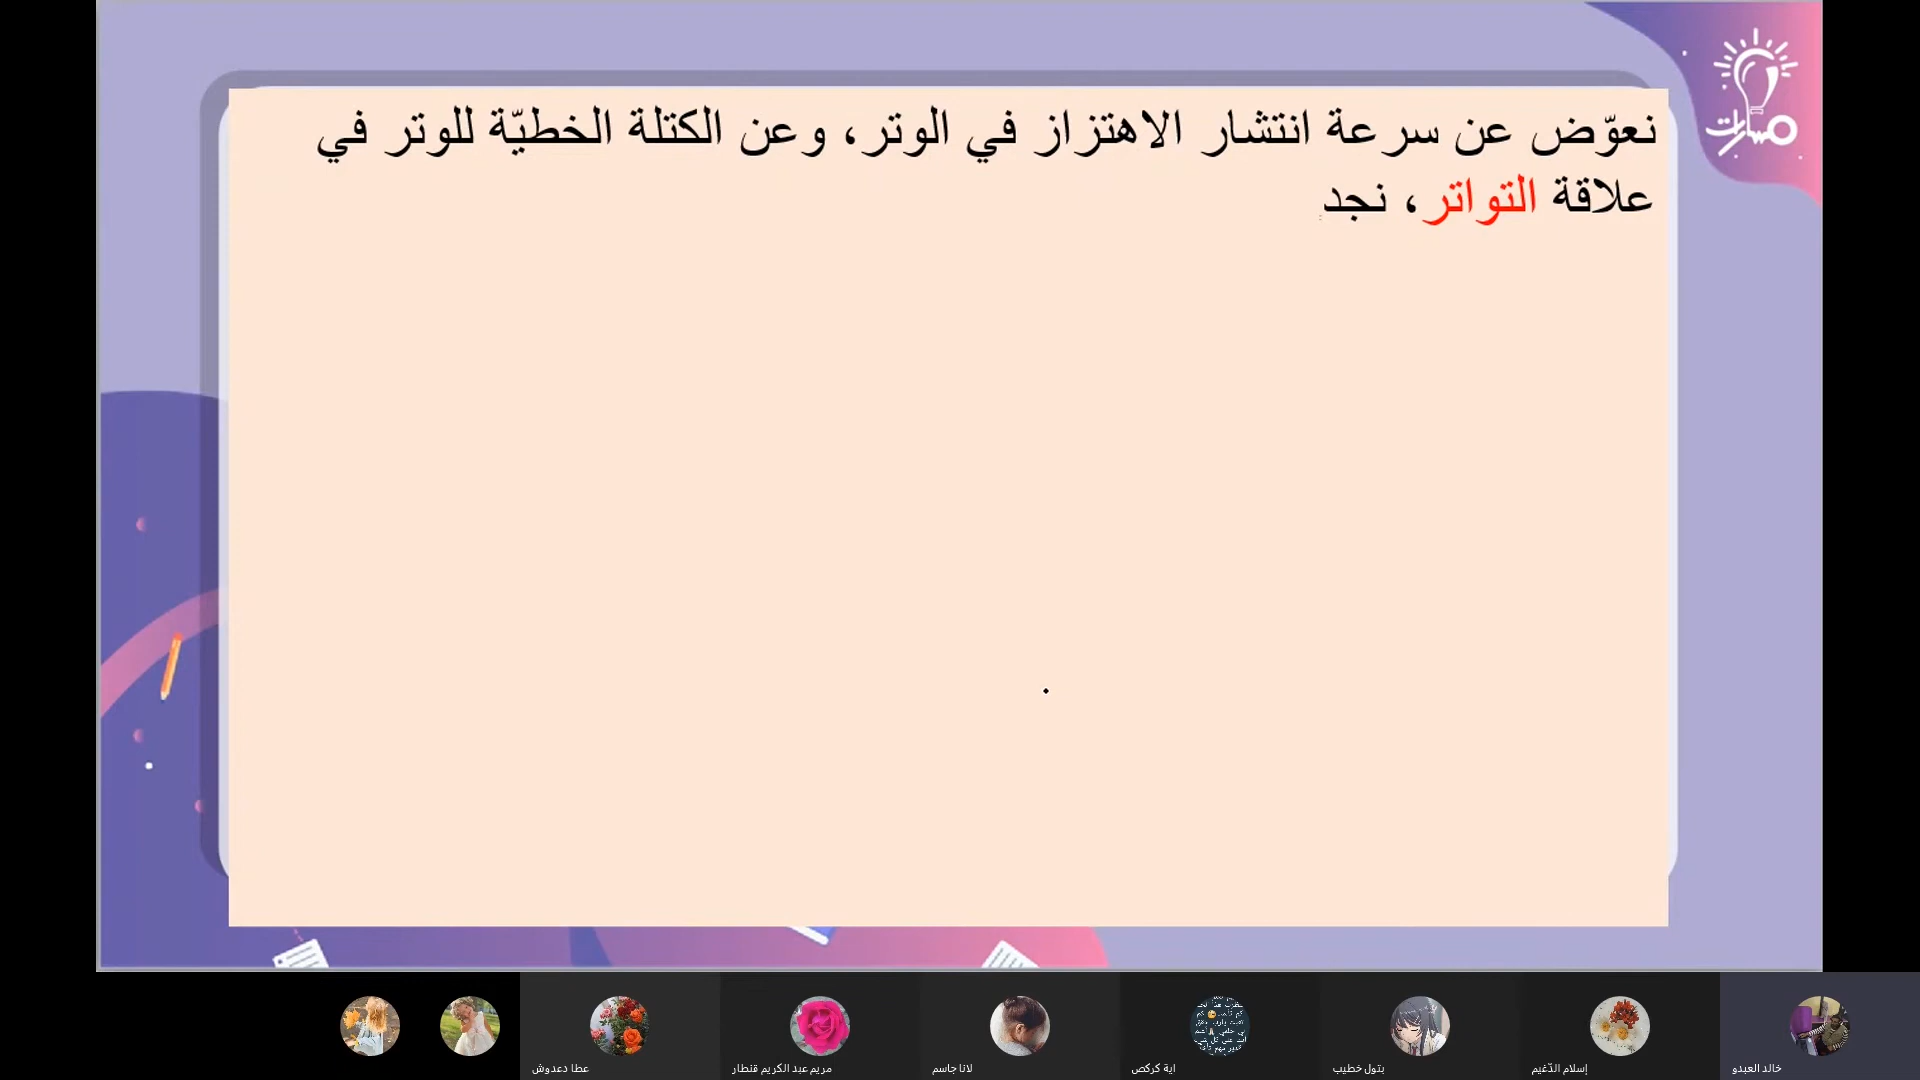 نعوّض عن سرعة انتشار الاهتزاز في الوتر، وعن الكتلة الخطيّة للوتر في
علاقة التواتر، نجد
مسارات
خالد العبدو
إسلام الدّغيم
بتول خطيب
اية كركص
لانا جاسم
مريم عبد الكريم قنطار
عطا دعدوش